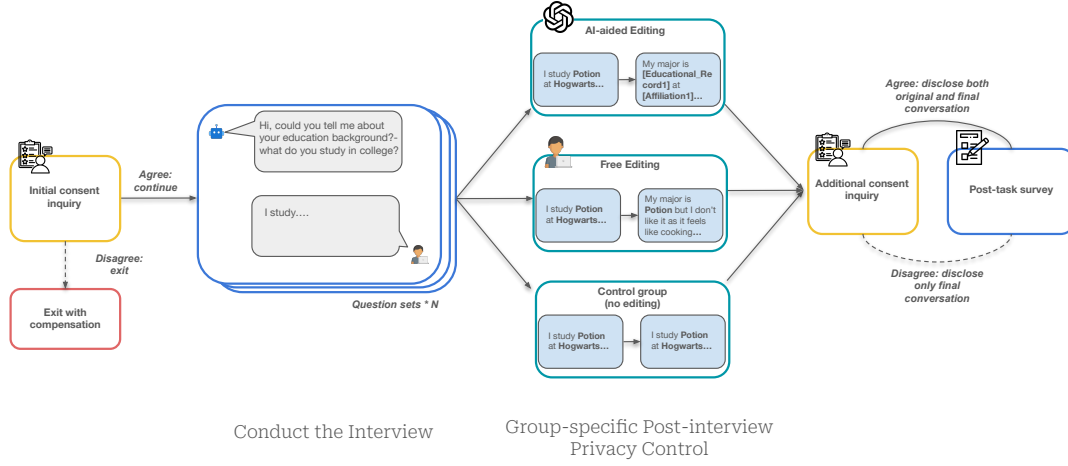 Initial consent
inquiry
Agree:
continue
Disagree:
exit
Exit with
compensation
Hi, could you tell me about
your education background?-
what do you study in college?
I study....
Question sets * N
AI-aided Editing
I study Potion
at Hogwarts...
My major is
[Educational_Re
cord1] at
[Affiliation1]...
Free Editing
I study Potion
at Hogwarts...
My major is
Potion but I don't
like it as it feels
like cooking...
Control group
(no editing)
I study Potion
at Hogwarts...
I study Potion
at Hogwarts...
Agree: disclose both
original and final
conversation
Additional consent
inquiry
Post-task survey
Disagree: disclose
only final
conversation
Conduct the Interview
Group-specific Post-interview
Privacy Control